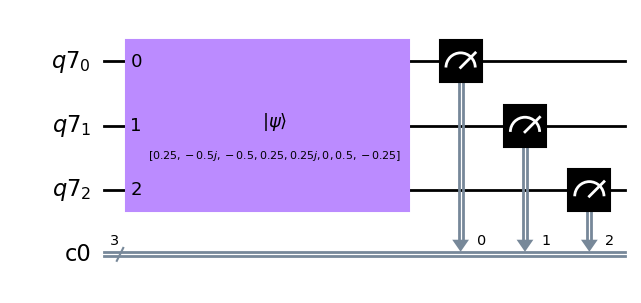 q7₀ 0
|ψ⟩
q7₁ 1
[0.25, −0.5j, −0.5, 0.25, 0.25j, 0, 0.5, −0.25]
q7₂ 2
c0 3 0 1 2